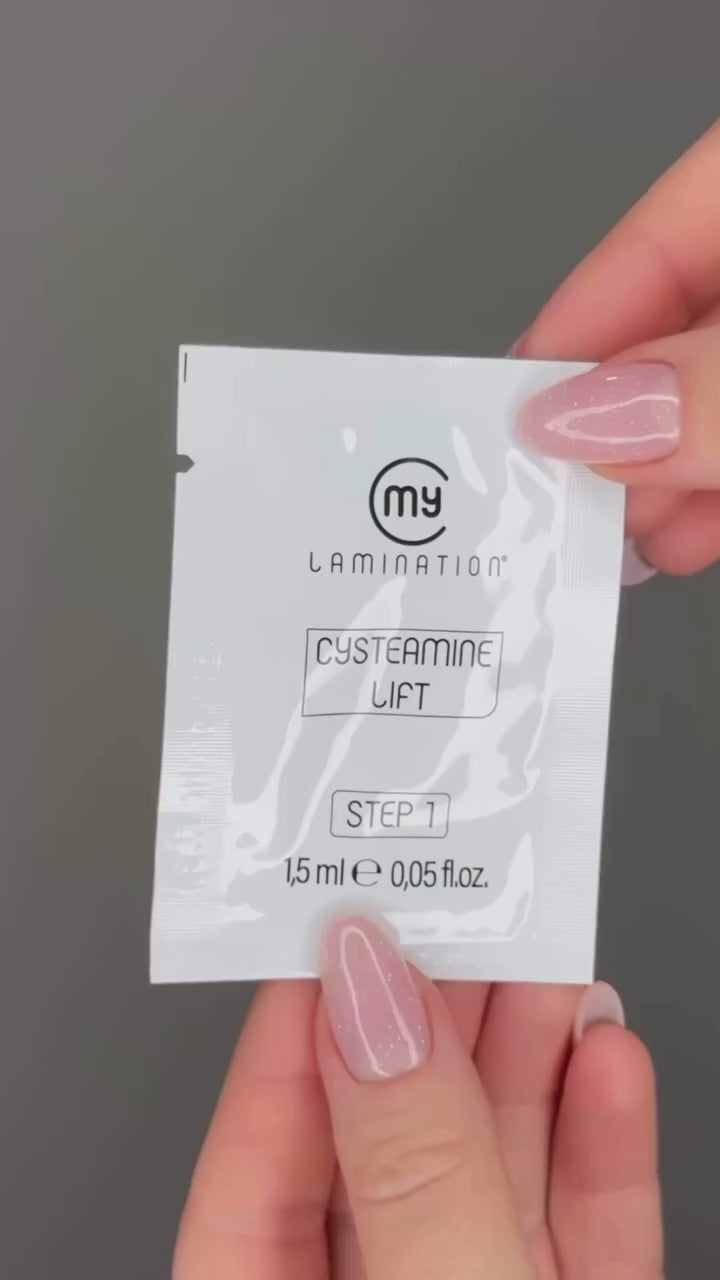 my
LAMINATION®
CYSTEAMINE
LIFT
STEP 1
1,5 ml ℮ 0,05 fl.oz.